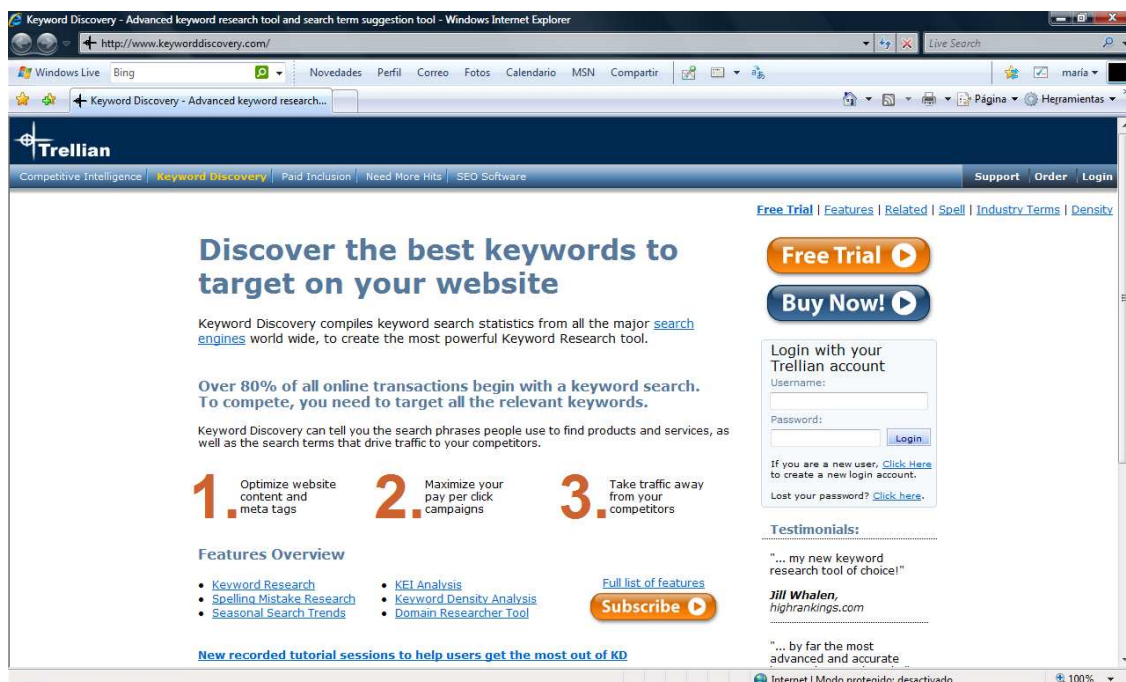 Keyword Discovery - Advanced keyword research tool and search term suggestion tool - Windows Internet Explorer
http://www.keyworddiscovery.com/
Live Search
Windows Live
Bing
Novedades Perfil Correo Fotos Calendario MSN Compartir
maría
Keyword Discovery - Advanced keyword research...
Página
Herramientas
Trellian
Competitive Intelligence | Keyword Discovery | Paid Inclusion | Need More Hits | SEO Software
Support | Order | Login
Free Trial | Features | Related | Spell | Industry Terms | Density
Discover the best keywords to
target on your website
Keyword Discovery compiles keyword search statistics from all the major search
engines world wide, to create the most powerful Keyword Research tool.
Over 80% of all online transactions begin with a keyword search.
To compete, you need to target all the relevant keywords.
Keyword Discovery can tell you the search phrases people use to find products and services, as
well as the search terms that drive traffic to your competitors.
1.
Optimize website
content and
meta tags
2.
Maximize your
pay per click
campaigns
3.
Take traffic away
from your
competitors
Features Overview
• Keyword Research
• Spelling Mistake Research
• Seasonal Search Trends
• KEI Analysis
• Keyword Density Analysis
• Domain Researcher Tool
Full list of features
Subscribe
New recorded tutorial sessions to help users get the most out of KD
Free Trial
Buy Now!
Login with your
Trellian account
Username:
Password:
Login
If you are a new user, Click Here
to create a new login account.
Lost your password? Click here.
Testimonials:
"... my new keyword
research tool of choice!"
Jill Whalen,
highrankings.com
"... by far the most
advanced and accurate
Internet | Modo protegido: desactivado
100%